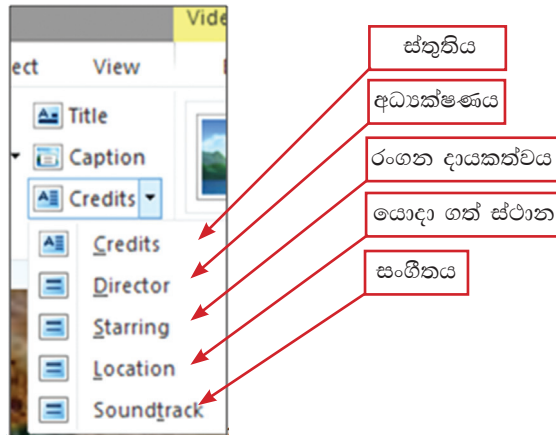 Vide
ect View
Title
Caption
Credits
Credits
Director
Starring
Location
Soundtrack
ස්තූතිය
අධ්‍යක්ෂණය
රංගන දායකත්වය
යොදා ගත් ස්ථාන
සංගීතය